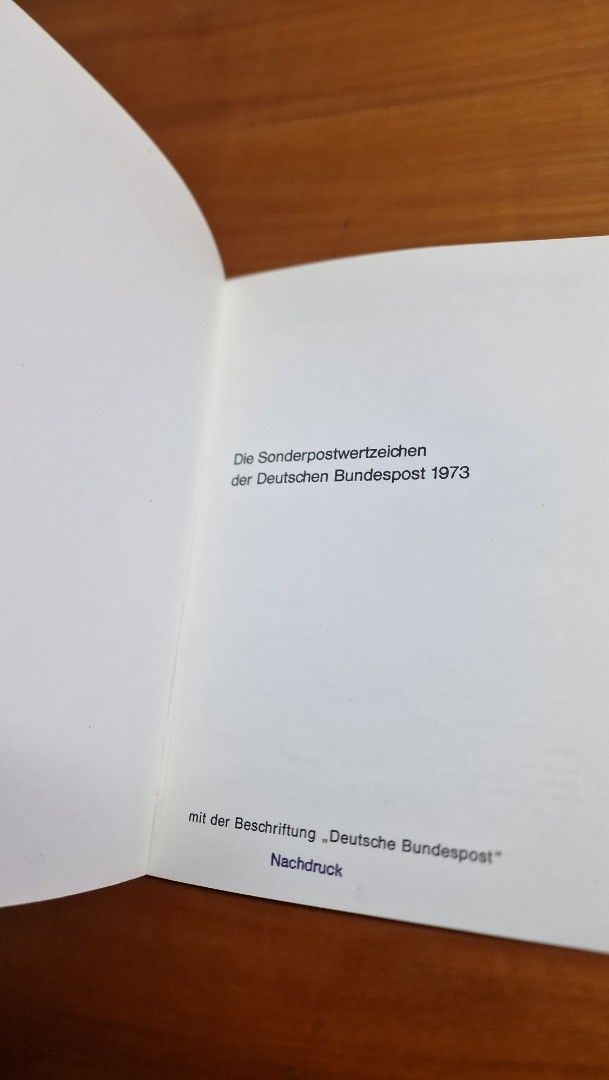 Die Sonderpostwertzeichen
der Deutschen Bundespost 1973
mit der Beschriftung „Deutsche Bundespost“
Nachdruck